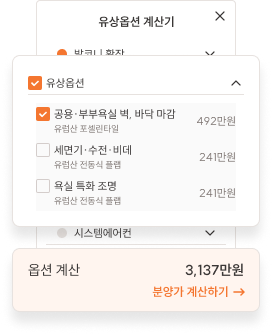 유상옵션 계산기
발코니 확장
유상옵션
공용·부부욕실 벽, 바닥 마감
492만원
유럽산 포셀린타일
세면기·수전·비데
241만원
유럽산 전동식 플랩
욕실 특화 조명
241만원
유럽산 전동식 플랩
시스템에어컨
옵션 계산
3,137만원
분양가 계산하기 →